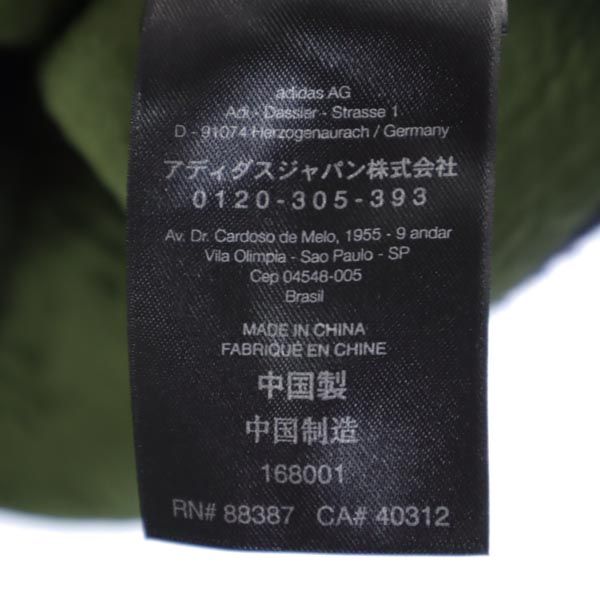 adidas AG
Adi - Dassler - Strasse 1
D - 91074 Herzogenaurach / Germany
アディダスジャパン株式会社
0120-305-393
Av. Dr. Cardoso de Melo, 1955 - 9 andar
Vila Olimpia - Sao Paulo - SP
Cep 04548-005
Brasil
MADE IN CHINA
FABRIQUÉ EN CHINE
中国製
中国制造
168001
RN# 88387 CA# 40312